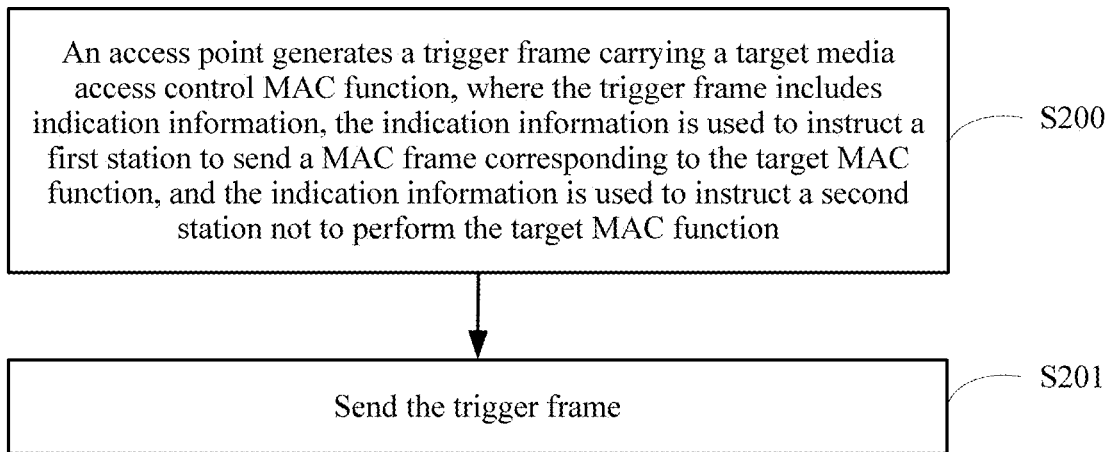 An access point generates a trigger frame carrying a target media
access control MAC function, where the trigger frame includes
indication information, the indication information is used to instruct a
first station to send a MAC frame corresponding to the target MAC
function, and the indication information is used to instruct a second
station not to perform the target MAC function
S200
Send the trigger frame
S201